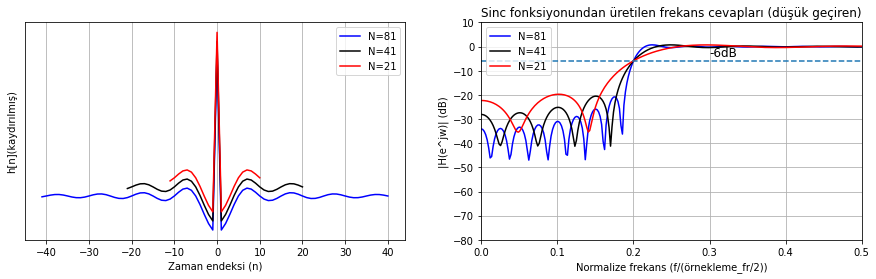 h[n](kaydırılmış)
N=81
N=41
N=21
−40 −30 −20 −10 0 10 20 30 40
Zaman endeksi (n)
Sinc fonksiyonundan üretilen frekans cevapları (düşük geçiren)
|H(e^jw)| (dB)
10
0
−10
−20
−30
−40
−50
−60
−70
−80
N=81
N=41
N=21
-6dB
0.0 0.1 0.2 0.3 0.4 0.5
Normalize frekans (f/(örnekleme_fr/2))